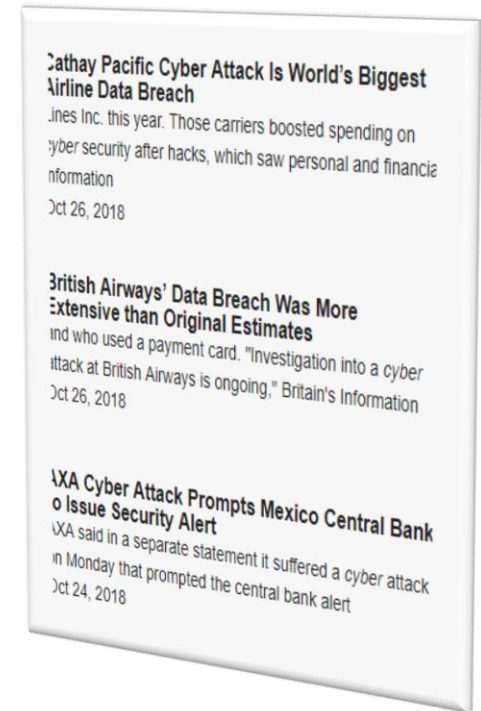 Cathay Pacific Cyber Attack Is World's Biggest
Airline Data Breach
lines Inc. this year. Those carriers boosted spending on
cyber security after hacks, which saw personal and financia
nformation
Oct 26, 2018
British Airways' Data Breach Was More
Extensive than Original Estimates
and who used a payment card. "Investigation into a cyber
attack at British Airways is ongoing," Britain's Information
Oct 26, 2018
AXA Cyber Attack Prompts Mexico Central Bank
o Issue Security Alert
AXA said in a separate statement it suffered a cyber attack
on Monday that prompted the central bank alert
Oct 24, 2018